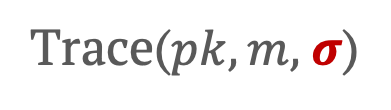 Trace(pk, m, σ)